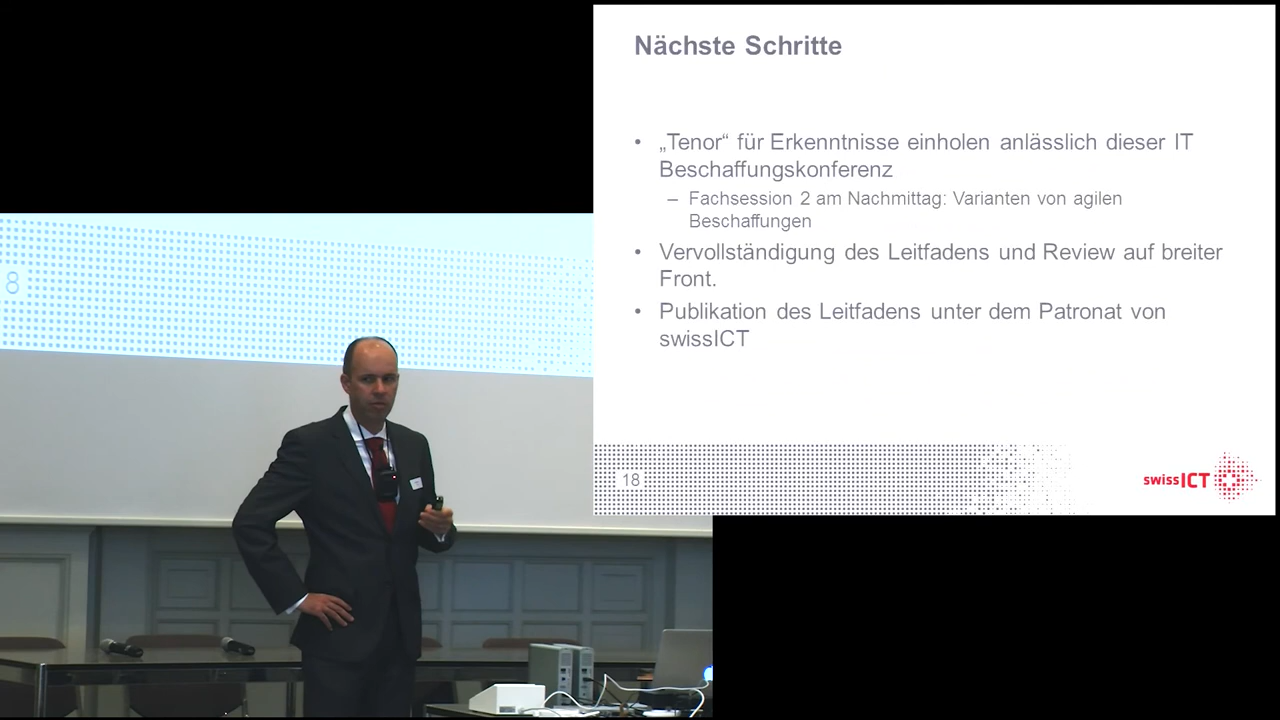 Nächste Schritte
• „Tenor“ für Erkenntnisse einholen anlässlich dieser IT
Beschaffungskonferenz
– Fachsession 2 am Nachmittag: Varianten von agilen
Beschaffungen
• Vervollständigung des Leitfadens und Review auf breiter
Front.
• Publikation des Leitfadens unter dem Patronat von
swissICT
18
swissICT
8